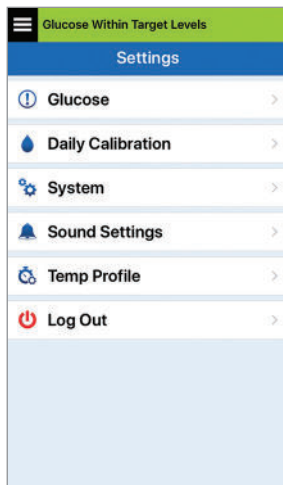 Glucose Within Target Levels
Settings
Glucose
Daily Calibration
System
Sound Settings
Temp Profile
Log Out